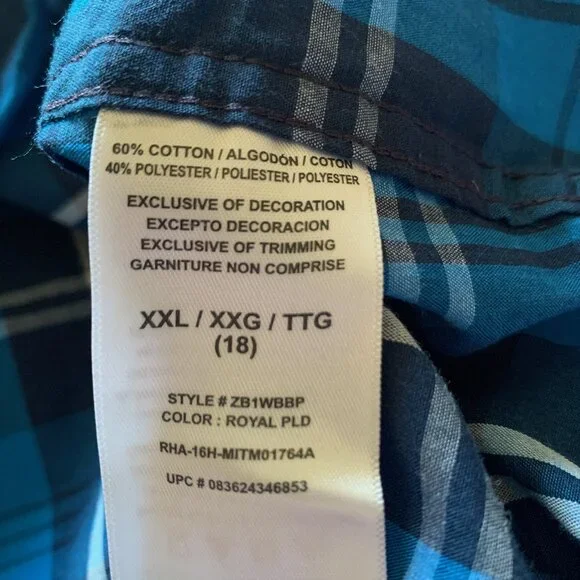 60% COTTON / ALGODÓN / COTON
40% POLYESTER / POLIESTER / POLYESTER
EXCLUSIVE OF DECORATION
EXCEPTO DECORACION
EXCLUSIVE OF TRIMMING
GARNITURE NON COMPRISE
XXL / XXG / TTG
(18)
STYLE # ZB1WBBP
COLOR : ROYAL PLD
RHA-16H-MITM01764A
UPC # 083624346853